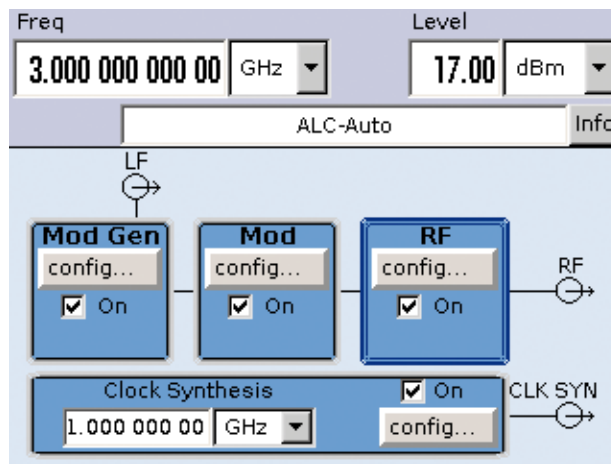 Freq Level
3.000 000 000 00 GHz 17.00 dBm
ALC-Auto Info
LF
Mod Gen Mod RF
config... config... config... RF
On On On
Clock Synthesis On CLK SYN
1.000 000 00 GHz config...